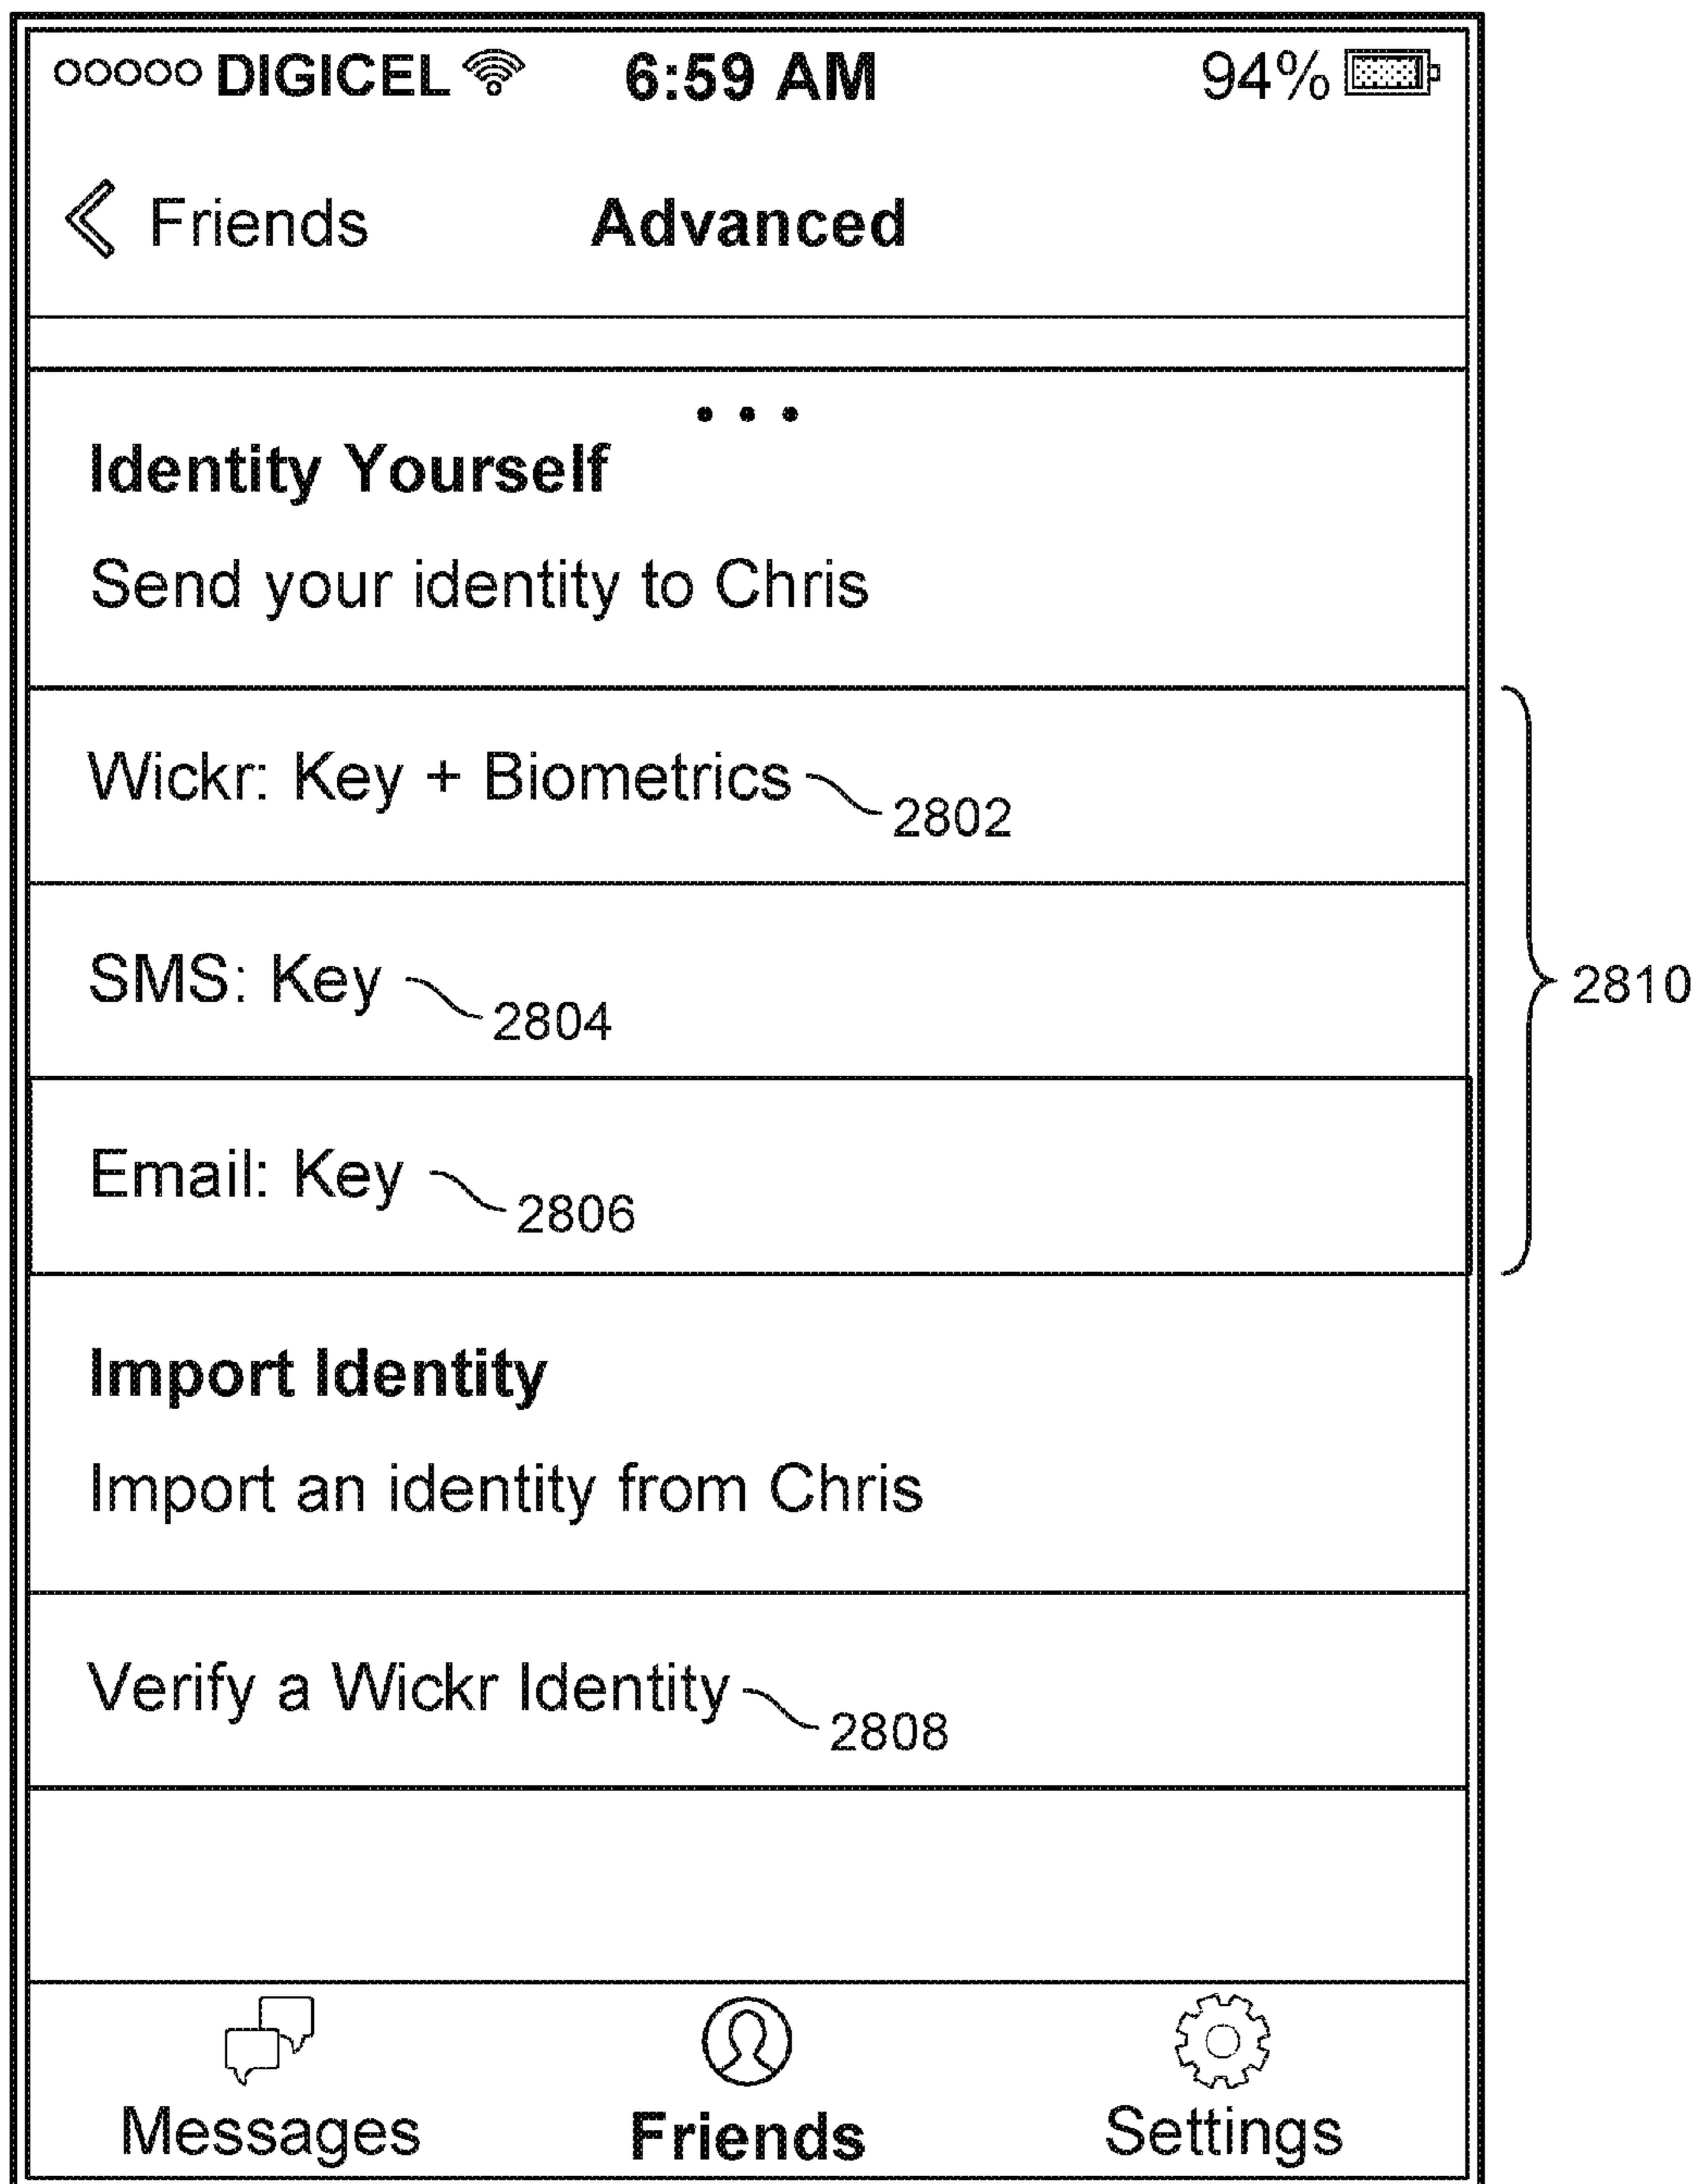 DIGICEL 6:59 AM 94%
Friends Advanced
Identity Yourself
Send your identity to Chris
Wickr: Key + Biometrics 2802
SMS: Key 2804
2810
Email: Key 2806
Import Identity
Import an identity from Chris
Verify a Wickr Identity 2808
Messages Friends Settings